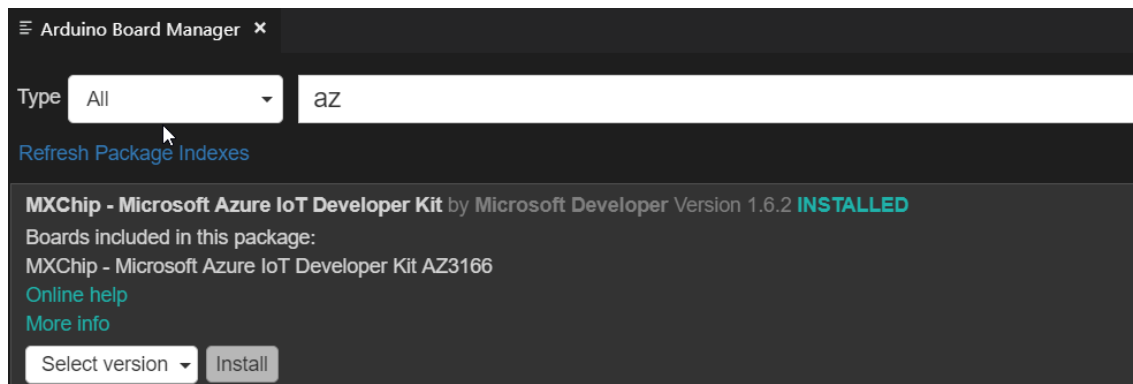 Arduino Board Manager ×
Type All az
Refresh Package Indexes
MXChip - Microsoft Azure IoT Developer Kit by Microsoft Developer Version 1.6.2 INSTALLED
Boards included in this package:
MXChip - Microsoft Azure IoT Developer Kit AZ3166
Online help
More info
Select version Install